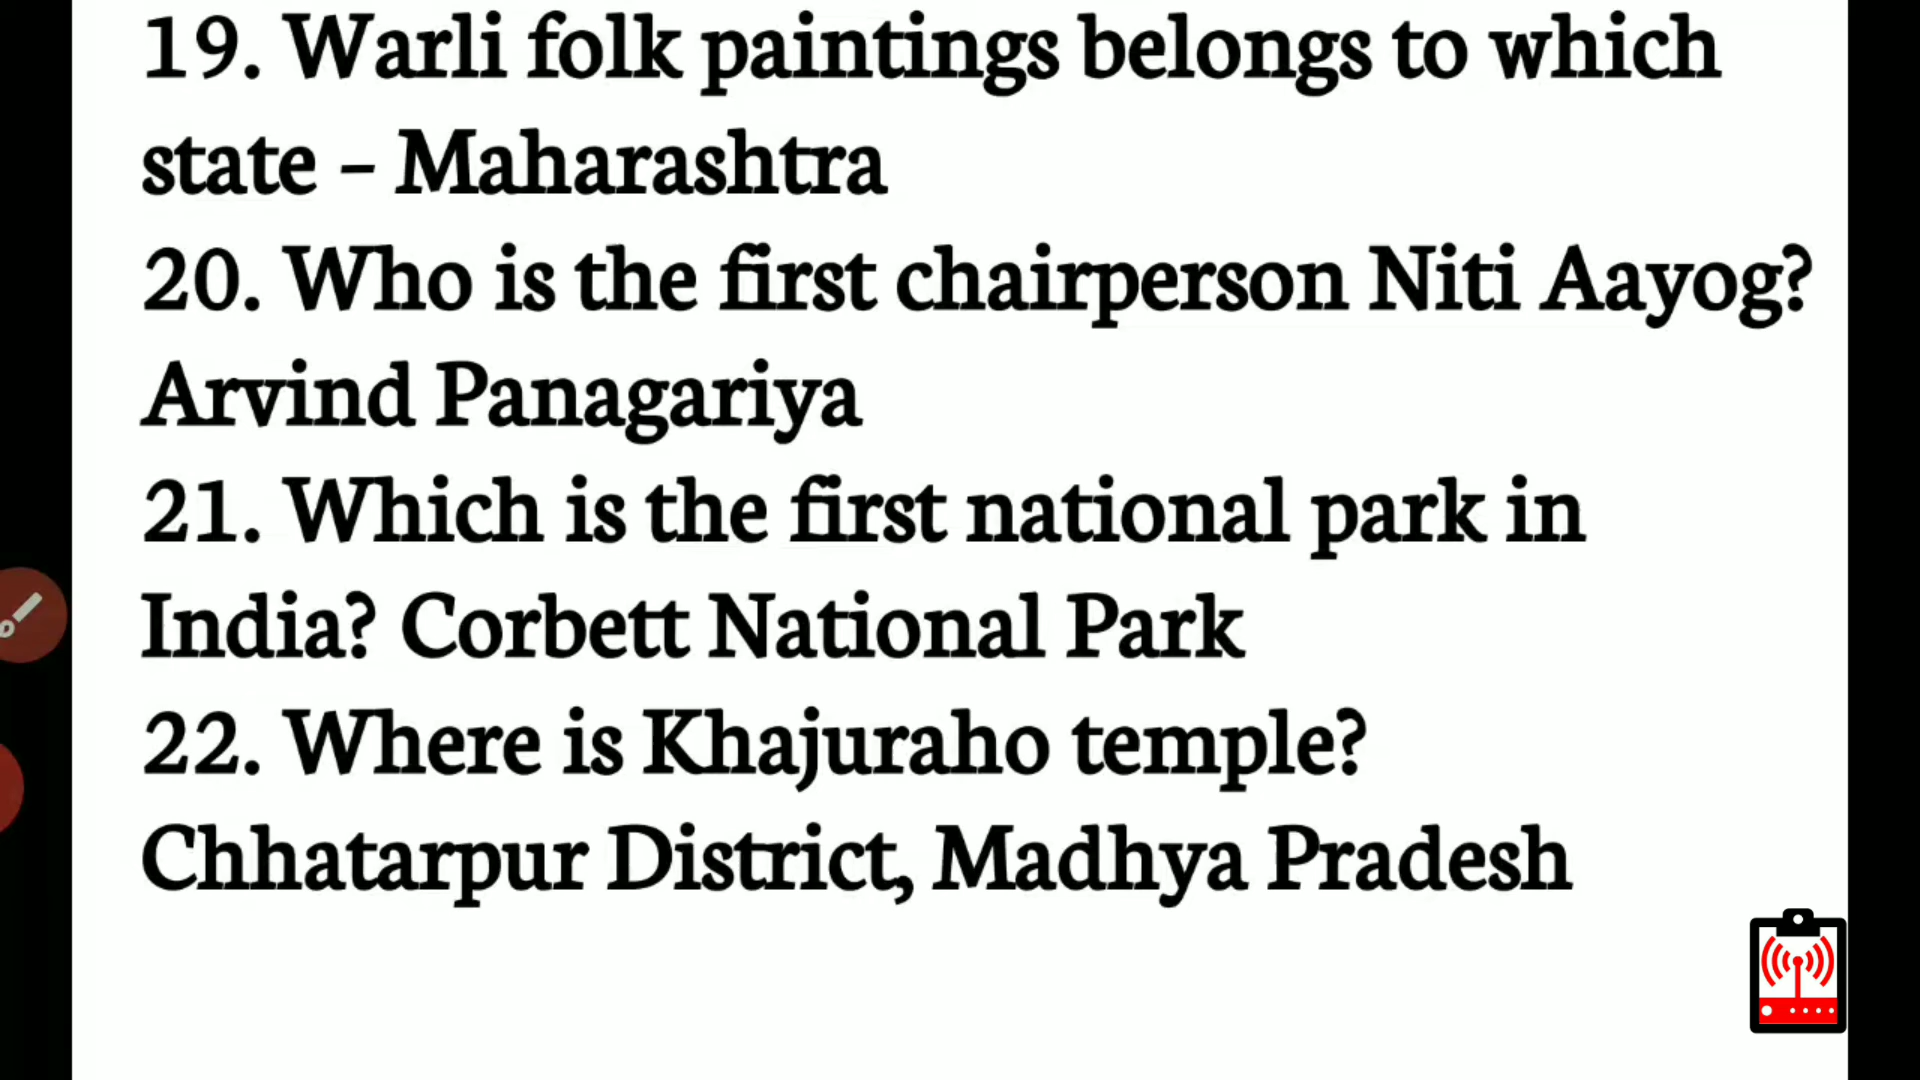 19. Warli folk paintings belongs to which
state – Maharashtra
20. Who is the first chairperson Niti Aayog?
Arvind Panagariya
21. Which is the first national park in
India? Corbett National Park
22. Where is Khajuraho temple?
Chhatarpur District, Madhya Pradesh